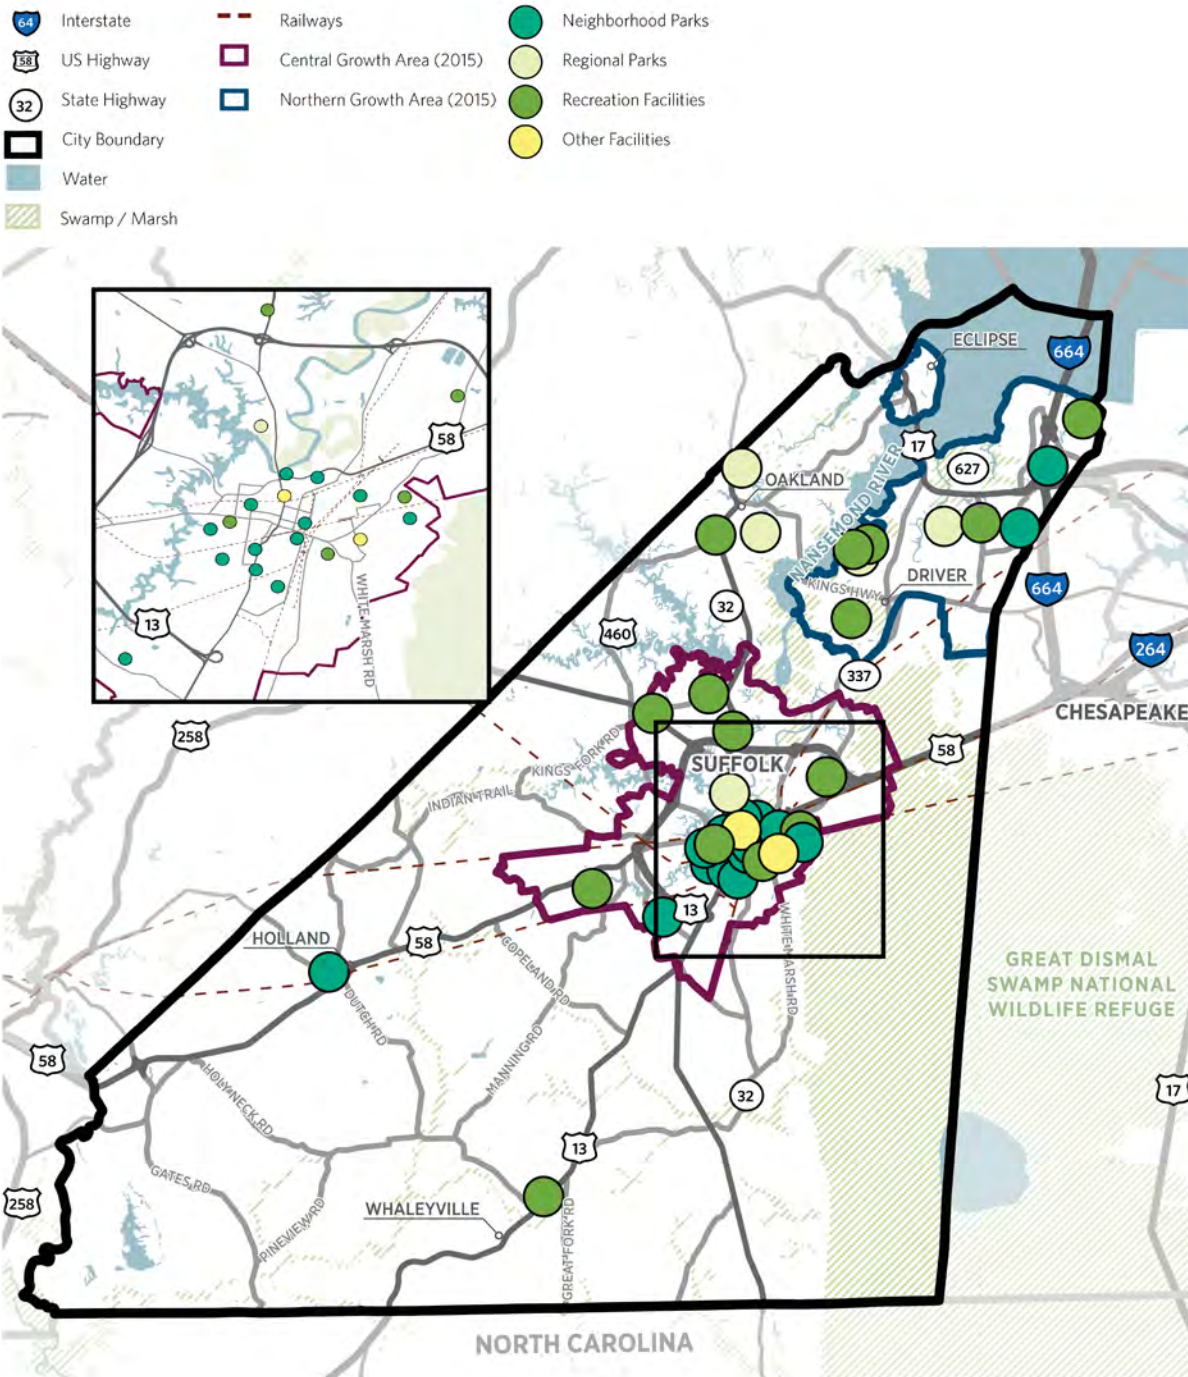 64 Interstate
58 US Highway
32 State Highway
City Boundary
Water
Swamp / Marsh
Railways
Central Growth Area (2015)
Northern Growth Area (2015)
Neighborhood Parks
Regional Parks
Recreation Facilities
Other Facilities
58
13
WHITE MARSH RD
ECLIPSE
664
17
627
OAKLAND
NANSEMOND RIVER
KINGS HWY
DRIVER
664
32
460
337
264
CHESAPEAKE
258
58
KINGS FORK RD
SUFFOLK
INDIAN TRAIL
13
HOLLAND
58
COPELAND RD
WHITE MARSH RD
DUTCH RD
GREAT DISMAL
SWAMP NATIONAL
WILDLIFE REFUGE
58
MANNING RD
HOLY NECK RD
32
17
13
GATES RD
258
WHALEYVILLE
PINEVIEW RD
GREAT FORK RD
NORTH CAROLINA